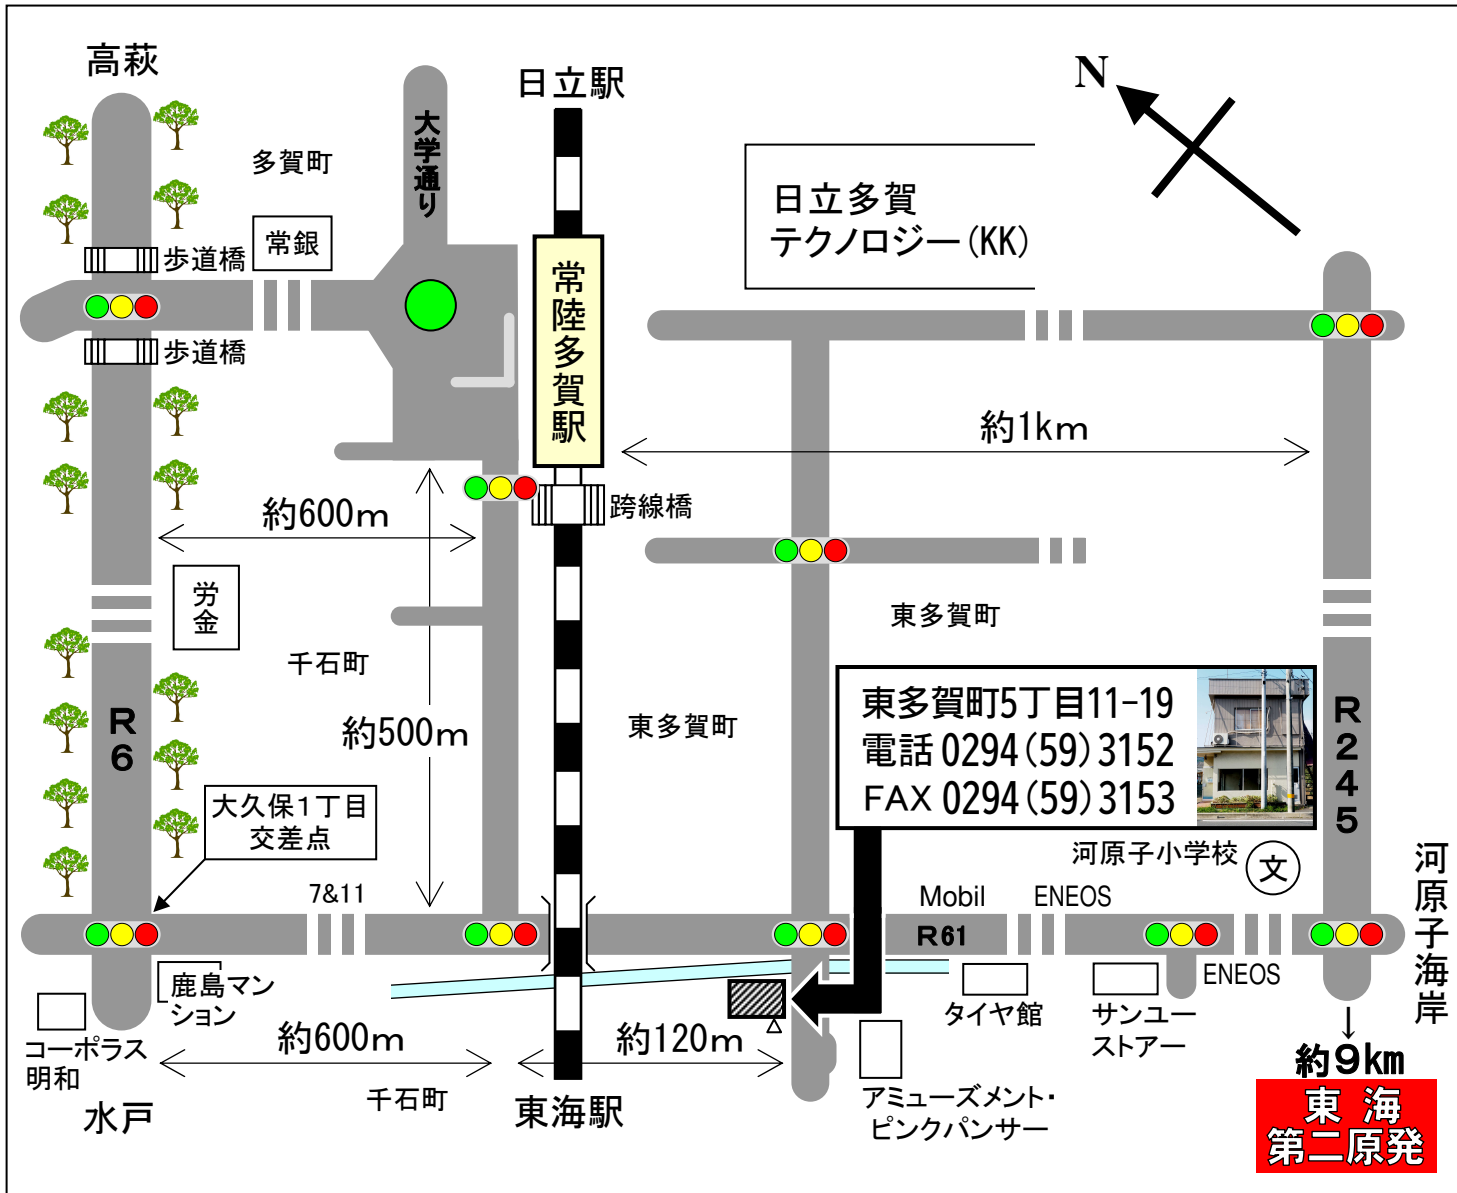 高萩
日立駅
N
大学通り
多賀町
日立多賀
テクノロジー(KK)
常銀
歩道橋
常陸多賀駅
歩道橋
約1km
約600m
跨線橋
労金
東多賀町
千石町
R6
約500m
東多賀町
東多賀町5丁目11-19
電話 0294(59)3152
FAX 0294(59)3153
R245
大久保1丁目
交差点
河原子小学校
文
河原子海岸
7&11
Mobil
ENEOS
R61
鹿島マン
ション
ENEOS
タイヤ館
サンユー
ストアー
コーポラス
明和
約600m
約120m
約9km
千石町
水戸
東海駅
アミューズメント・
ピンクパンサー
東 海
第二原発